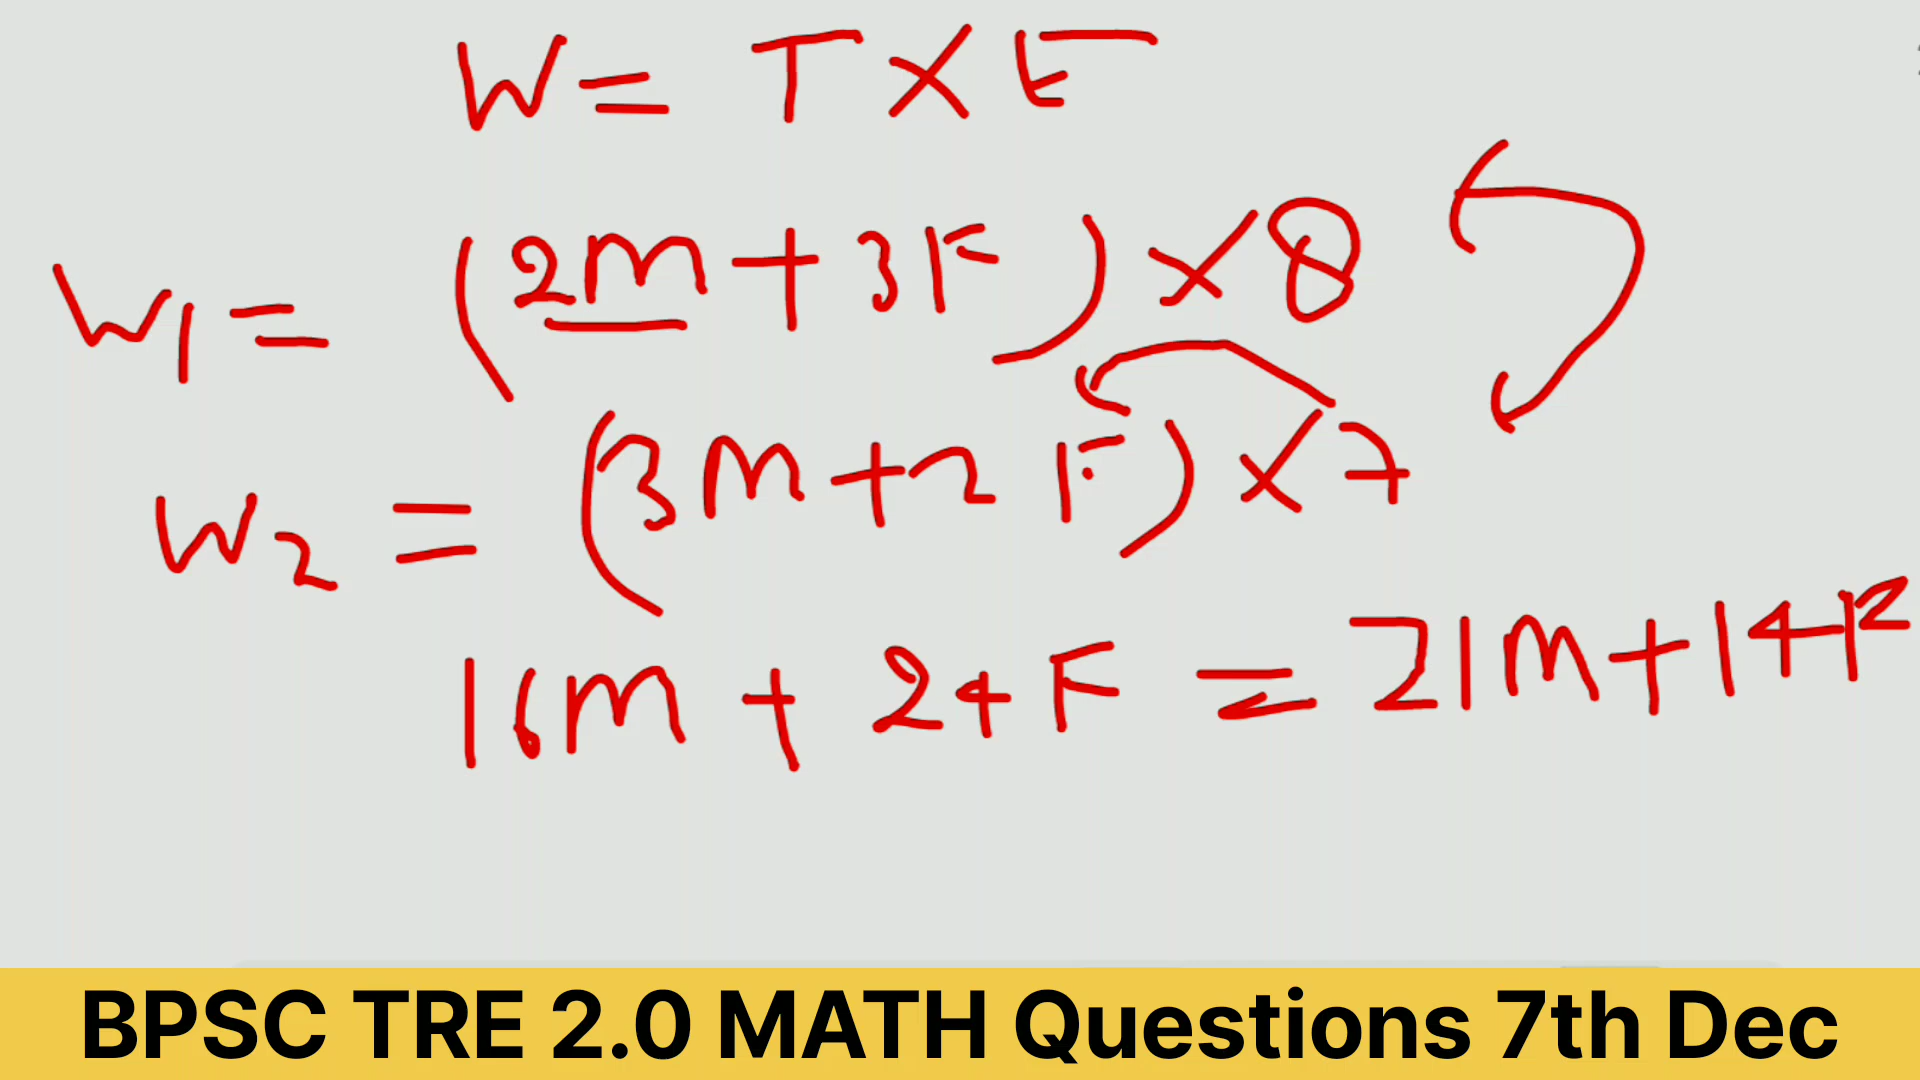 W = T × E
W1 = (2M + 3F) × 8
W2 = (3M + 2F) × 7
16M + 24F = 21M + 14F
BPSC TRE 2.0 MATH Questions 7th Dec